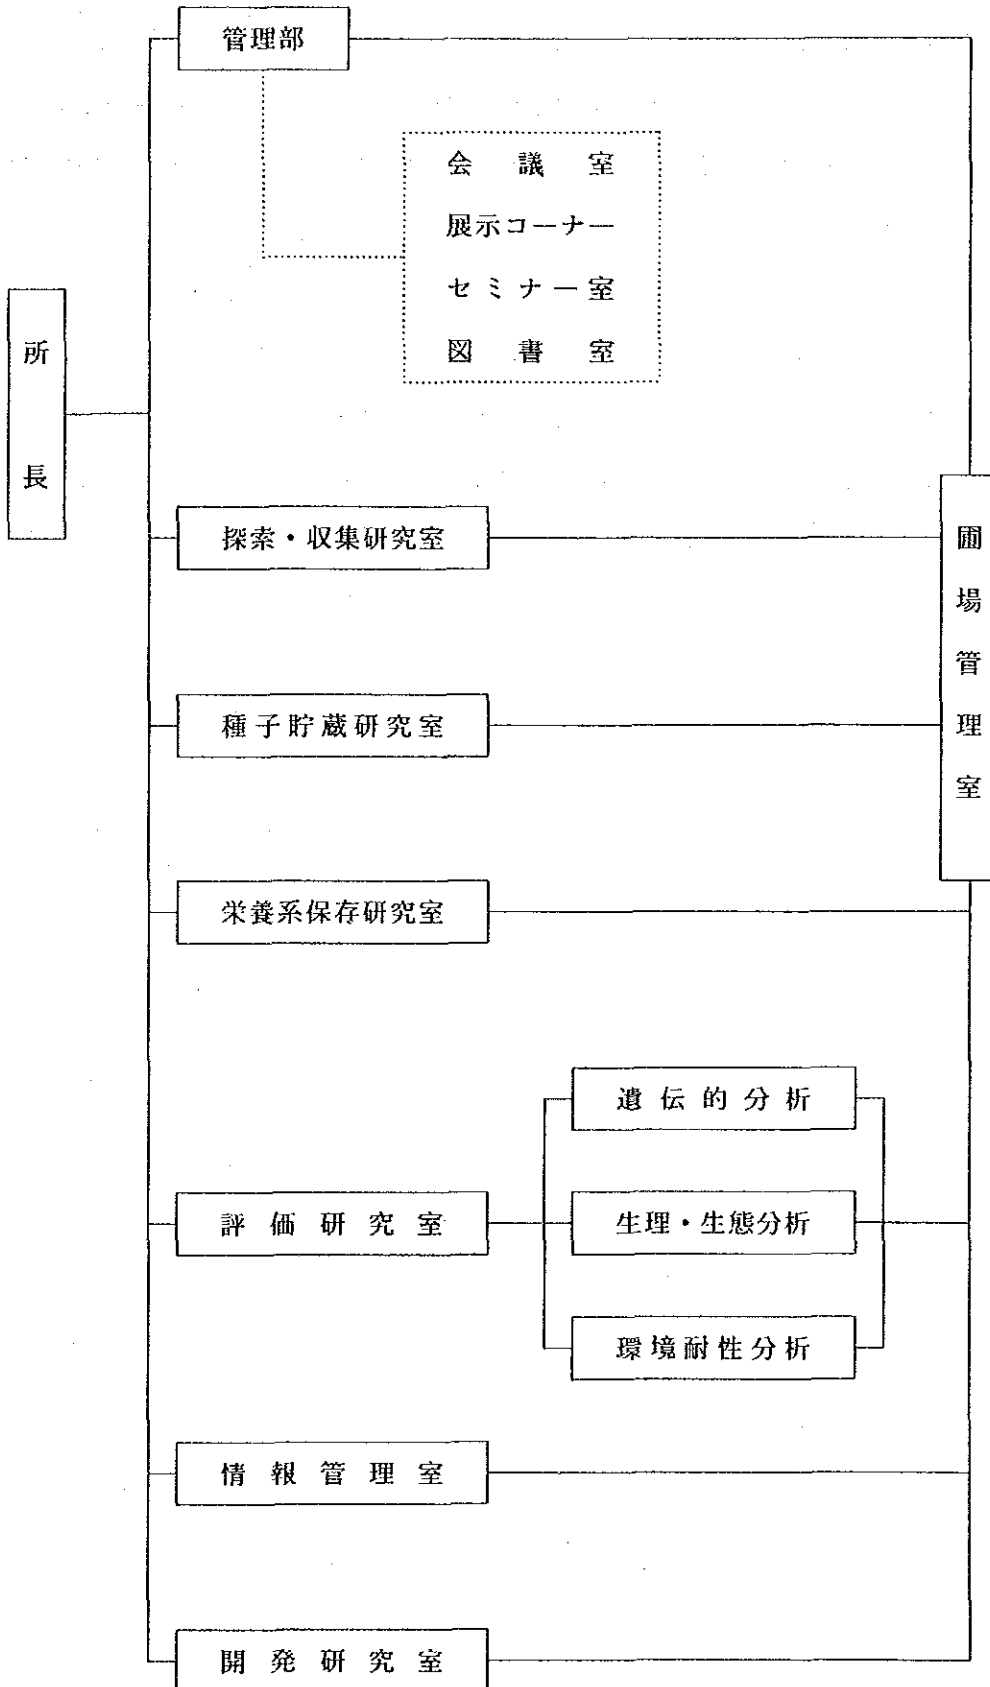 管理部
会議室
展示コーナー
セミナー室
図書室
所長
探索・収集研究室
圃場管理室
種子貯蔵研究室
栄養系保存研究室
遺伝的分析
評価研究室
生理・生態分析
環境耐性分析
情報管理室
開発研究室